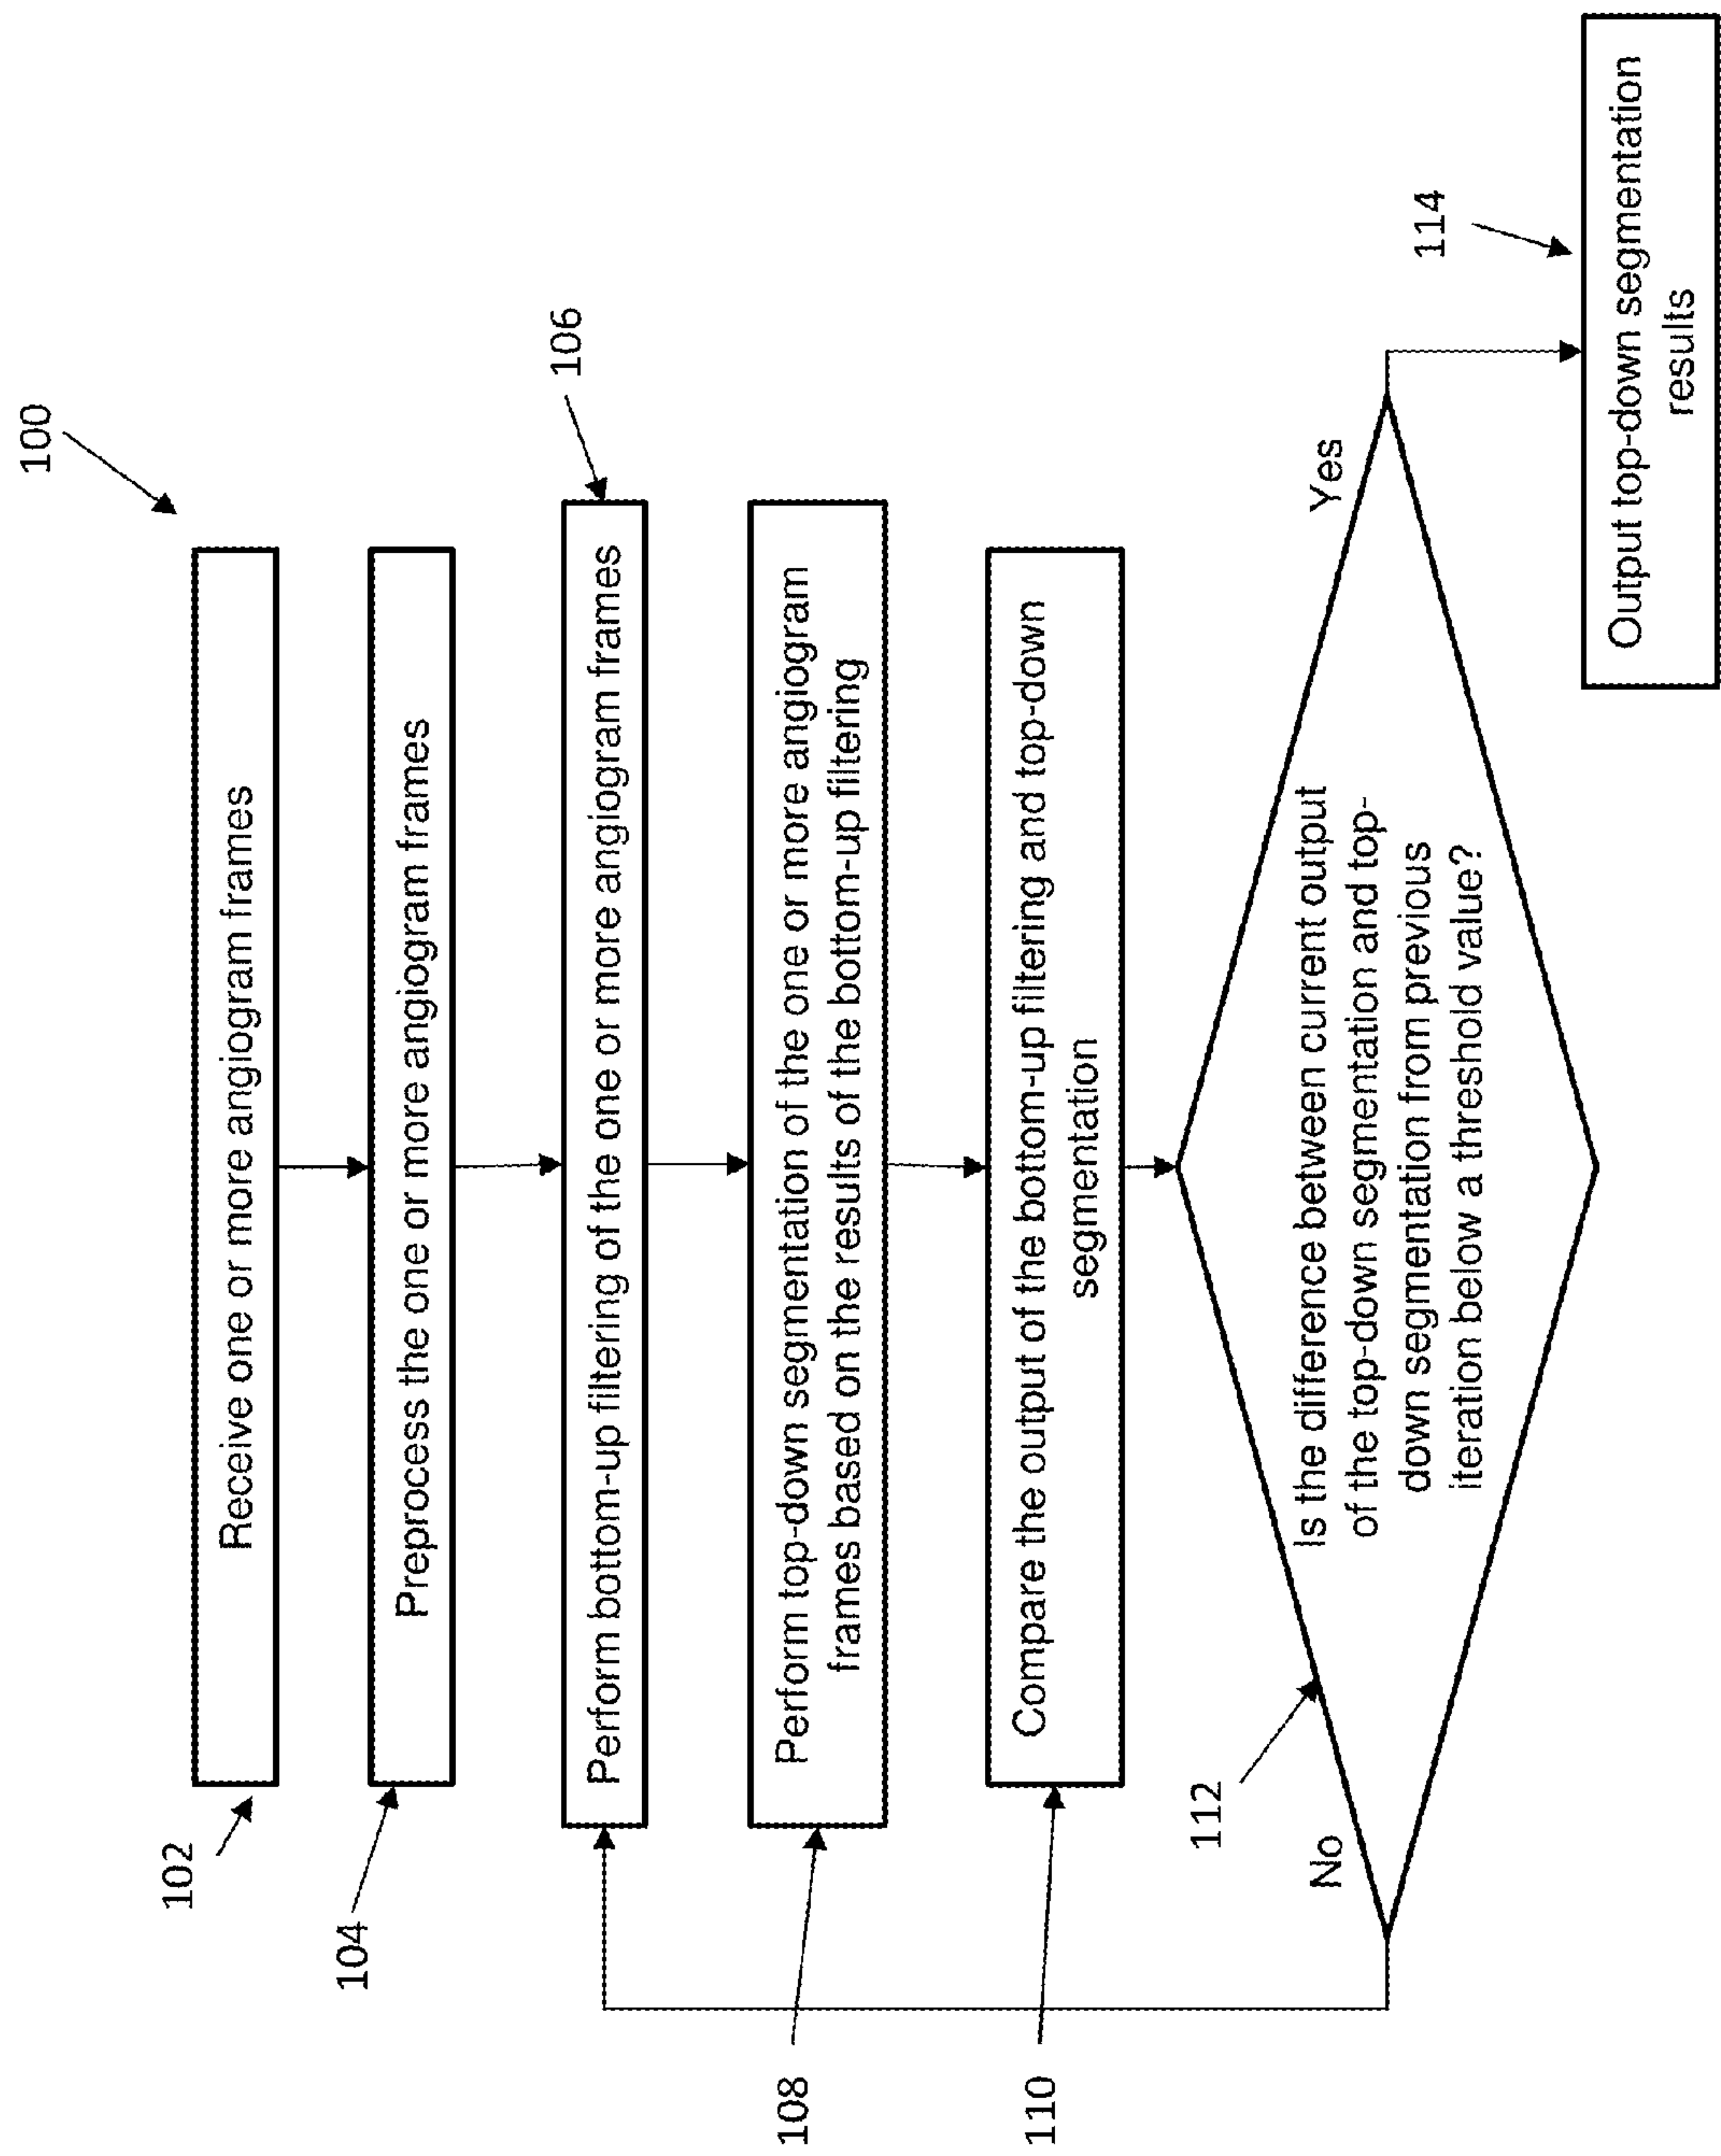 100
102
Receive one or more angiogram frames
104
Preprocess the one or more angiogram frames
106
Perform bottom-up filtering of the one or more angiogram frames
108
Perform top-down segmentation of the one or more angiogram
frames based on the results of the bottom-up filtering
110
Compare the output of the bottom-up filtering and top-down
segmentation
112
No
Yes
Is the difference between current output
of the top-down segmentation and top-
down segmentation from previous
iteration below a threshold value?
114
Output top-down segmentation
results